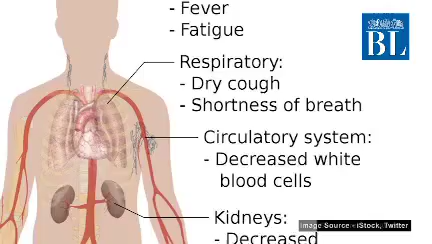 - Fever
- Fatigue
BL
Respiratory:
- Dry cough
- Shortness of breath
Circulatory system:
- Decreased white
blood cells
Kidneys:
Image Source - iStock, Twitter
- Decreased